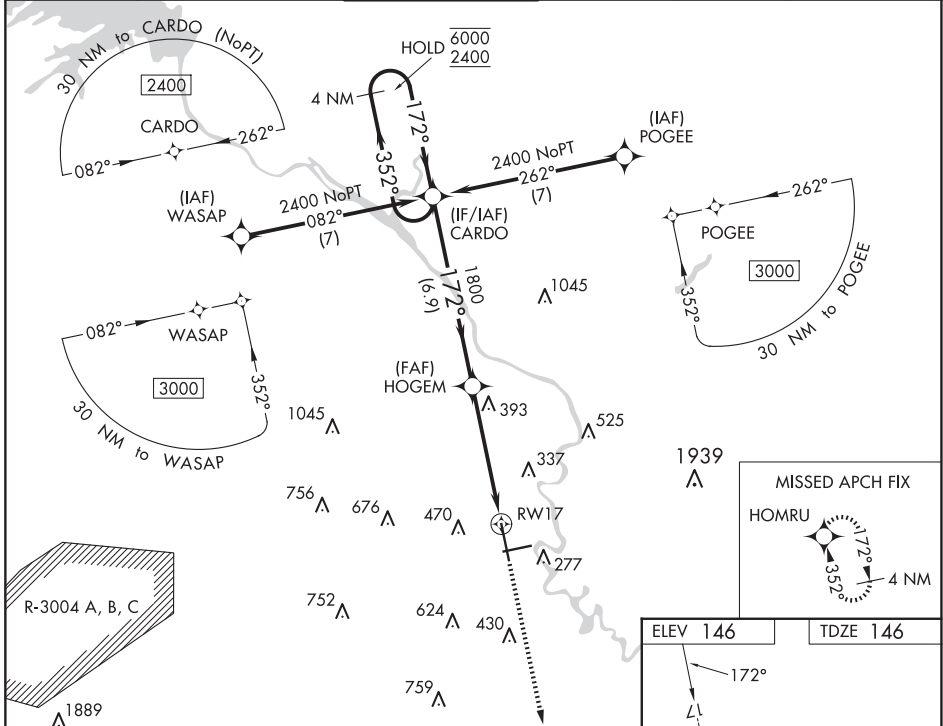 30 NM to CARDO (NoPT)
2400
CARDO
082°
262°
HOLD 6000
2400
4 NM
172°
352°
(IAF)
POGEE
2400 NoPT
262°
(7)
(IAF)
WASAP
2400 NoPT
082°
(7)
(IF/IAF)
CARDO
262°
POGEE
3000
352°
30 NM to POGEE
1800
172°
(6.9)
1045
082°
WASAP
3000
352°
30 NM to WASAP
(FAF)
HOGEM
393
1045
525
337
1939
756
676
470
RW17
277
MISSED APCH FIX
HOMRU
172°
352°
4 NM
R-3004 A, B, C
752
624
430
759
1889
ELEV 146
TDZE 146
172°
17